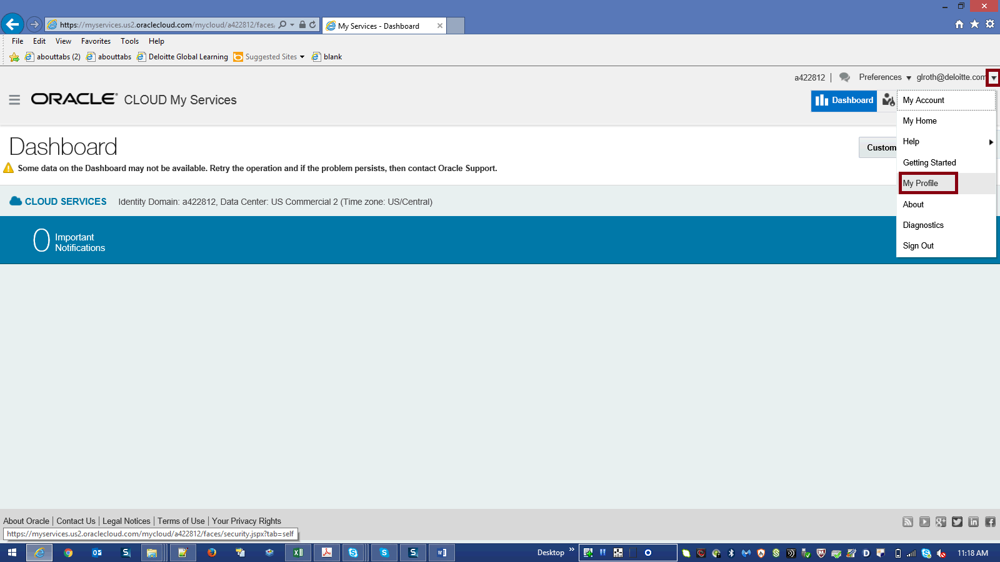 https://myservices.us2.oraclecloud.com/mycloud/a422812/faces/
My Services - Dashboard
File Edit View Favorites Tools Help
abouttabs (2) abouttabs Deloitte Global Learning Suggested Sites blank
a422812 Preferences glroth@deloitte.com
ORACLE CLOUD My Services
Dashboard
My Account
My Home
Help
Getting Started
My Profile
About
Diagnostics
Sign Out
Dashboard
Custom
Some data on the Dashboard may not be available. Retry the operation and if the problem persists, then contact Oracle Support.
CLOUD SERVICES Identity Domain: a422812, Data Center: US Commercial 2 (Time zone: US/Central)
0 Important
Notifications
About Oracle | Contact Us | Legal Notices | Terms of Use | Your Privacy Rights
https://myservices.us2.oraclecloud.com/mycloud/a422812/faces/security.jspx?tab=self
Desktop 11:18 AM